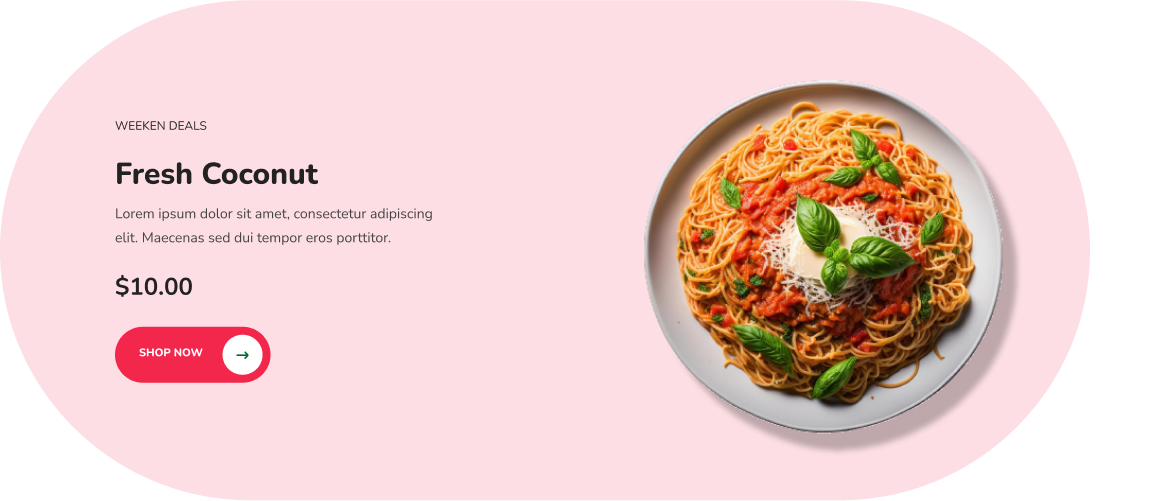 WEEKEN DEALS
Fresh Coconut
Lorem ipsum dolor sit amet, consectetur adipiscing
elit. Maecenas sed dui tempor eros porttitor.
$10.00
SHOP NOW